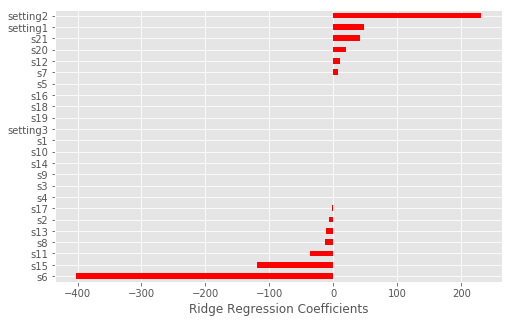 setting2
setting1
s21
s20
s12
s7
s5
s16
s18
s19
setting3
s1
s10
s14
s9
s3
s4
s17
s2
s13
s8
s11
s15
s6
−400 −300 −200 −100 0 100 200
Ridge Regression Coefficients